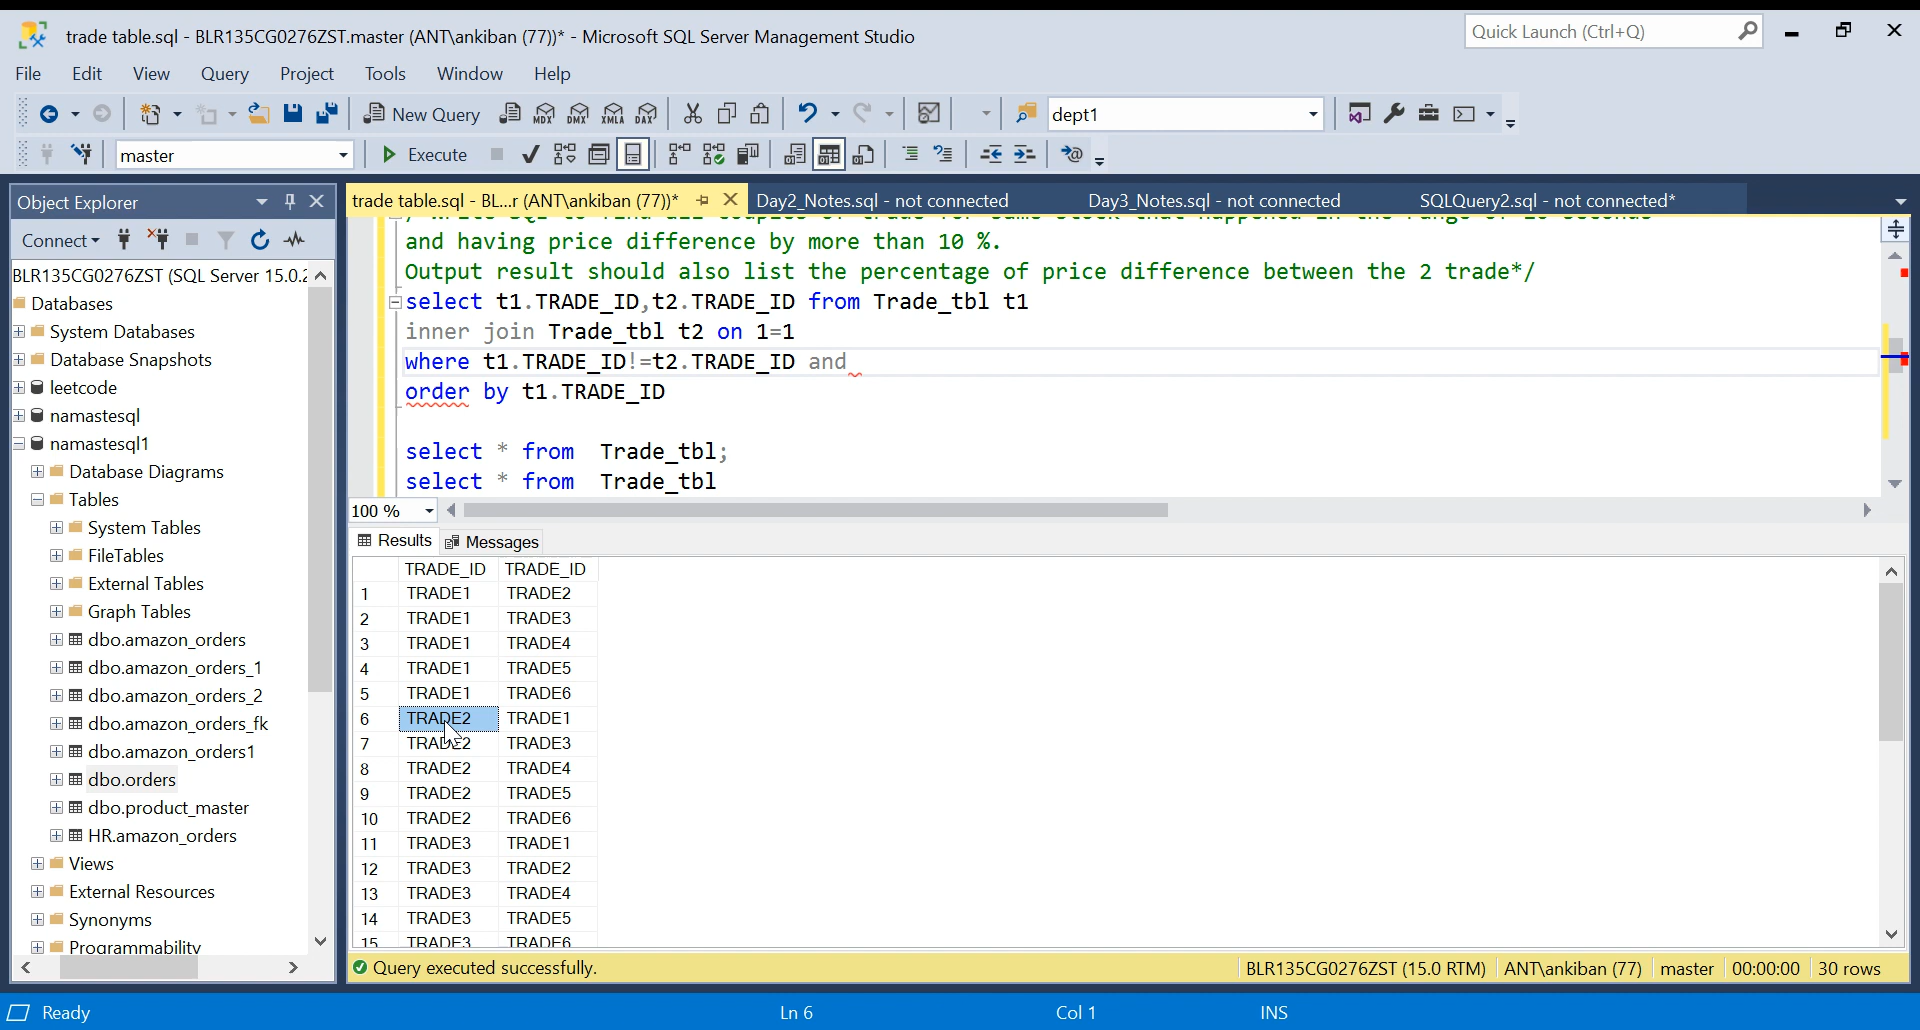 trade table.sql - BLR135CG0276ZST.master (ANT\ankiban (77))* - Microsoft SQL Server Management Studio
Quick Launch (Ctrl+Q)
File Edit View Query Project Tools Window Help
New Query MDX DMX XMLA DAX dept1
master Execute
Object Explorer
Connect
BLR135CG0276ZST (SQL Server 15.0.2
Databases
System Databases
Database Snapshots
leetcode
namastesql
namastesql1
Database Diagrams
Tables
System Tables
FileTables
External Tables
Graph Tables
dbo.amazon_orders
dbo.amazon_orders_1
dbo.amazon_orders_2
dbo.amazon_orders_fk
dbo.amazon_orders1
dbo.orders
dbo.product_master
HR.amazon_orders
Views
External Resources
Synonyms
Programmability
trade table.sql - BL...r (ANT\ankiban (77))* Day2_Notes.sql - not connected Day3_Notes.sql - not connected SQLQuery2.sql - not connected*
and having price difference by more than 10 %.
Output result should also list the percentage of price difference between the 2 trade*/
select t1.TRADE_ID,t2.TRADE_ID from Trade_tbl t1
inner join Trade_tbl t2 on 1=1
where t1.TRADE_ID!=t2.TRADE_ID and
order by t1.TRADE_ID
select * from Trade_tbl;
select * from Trade_tbl
100 %
Results Messages
TRADE_ID TRADE_ID
1 TRADE1 TRADE2
2 TRADE1 TRADE3
3 TRADE1 TRADE4
4 TRADE1 TRADE5
5 TRADE1 TRADE6
6 TRADE2 TRADE1
7 TRADE2 TRADE3
8 TRADE2 TRADE4
9 TRADE2 TRADE5
10 TRADE2 TRADE6
11 TRADE3 TRADE1
12 TRADE3 TRADE2
13 TRADE3 TRADE4
14 TRADE3 TRADE5
15 TRADE3 TRADE6
Query executed successfully. BLR135CG0276ZST (15.0 RTM) ANT\ankiban (77) master 00:00:00 30 rows
Ready Ln 6 Col 1 INS